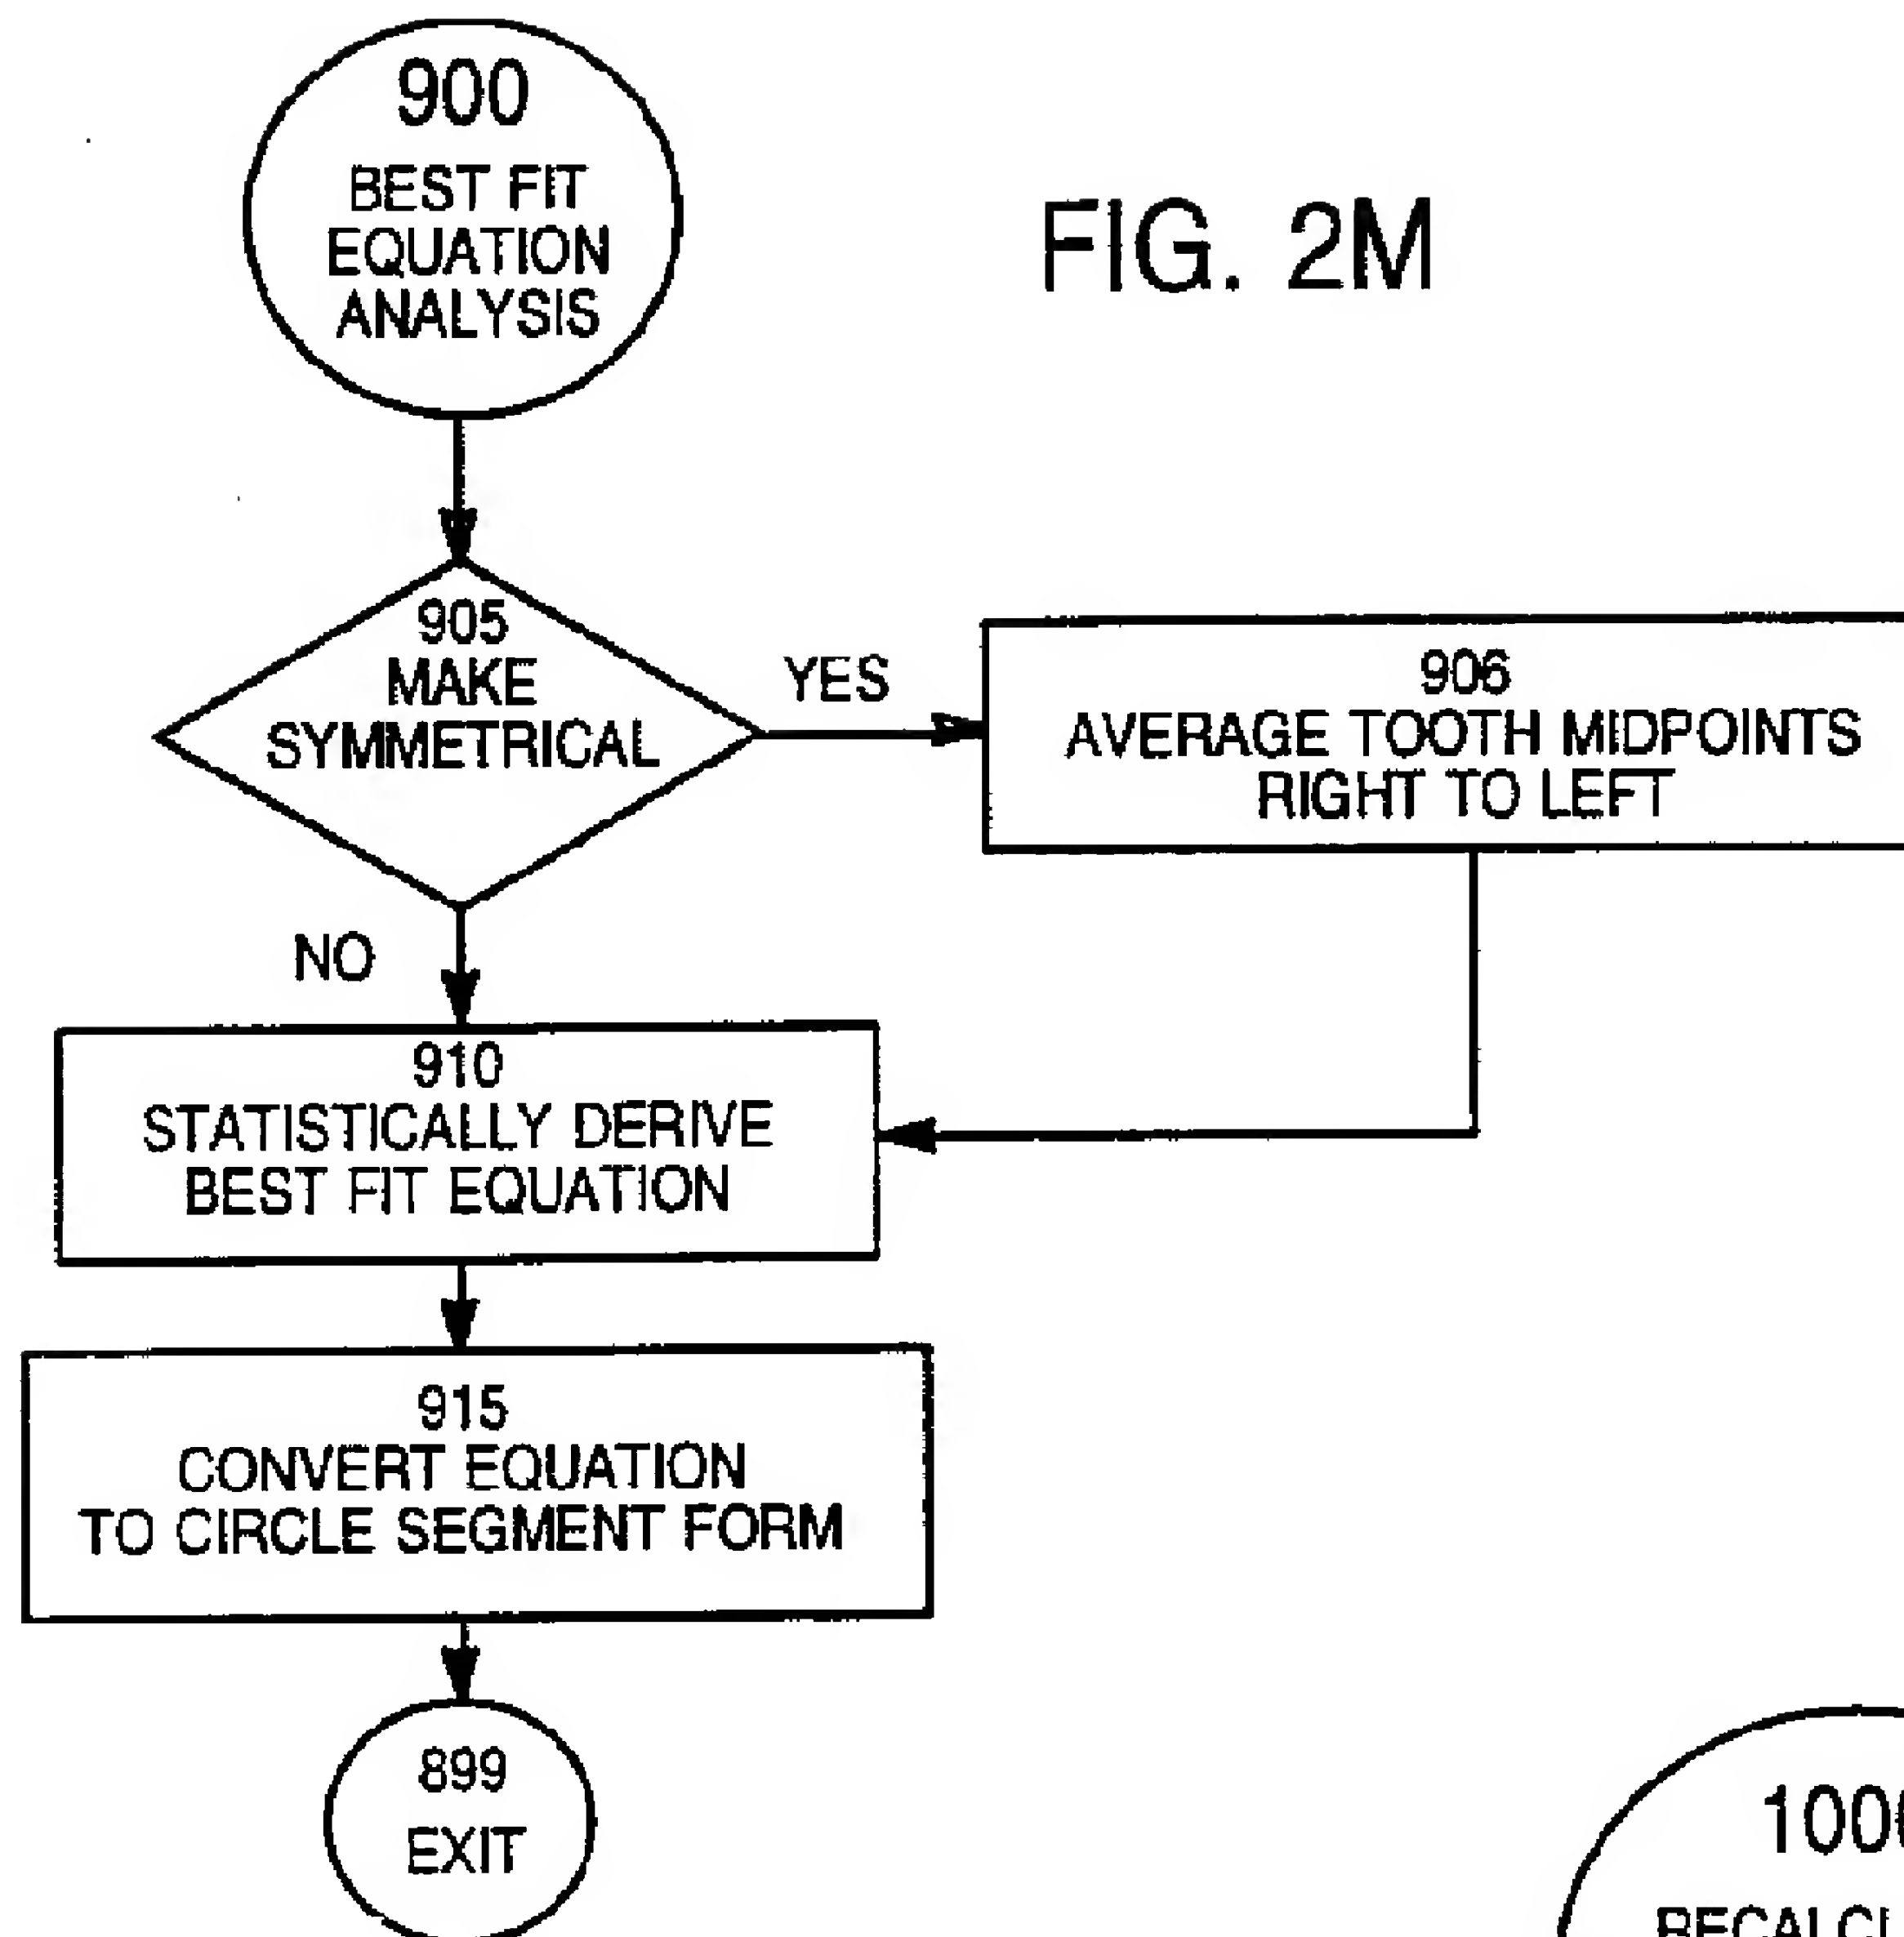 900
BEST FIT
EQUATION
ANALYSIS
FIG. 2M
905
MAKE
SYMMETRICAL
YES
906
AVERAGE TOOTH MIDPOINTS
RIGHT TO LEFT
NO
910
STATISTICALLY DERIVE
BEST FIT EQUATION
915
CONVERT EQUATION
TO CIRCLE SEGMENT FORM
899
EXIT